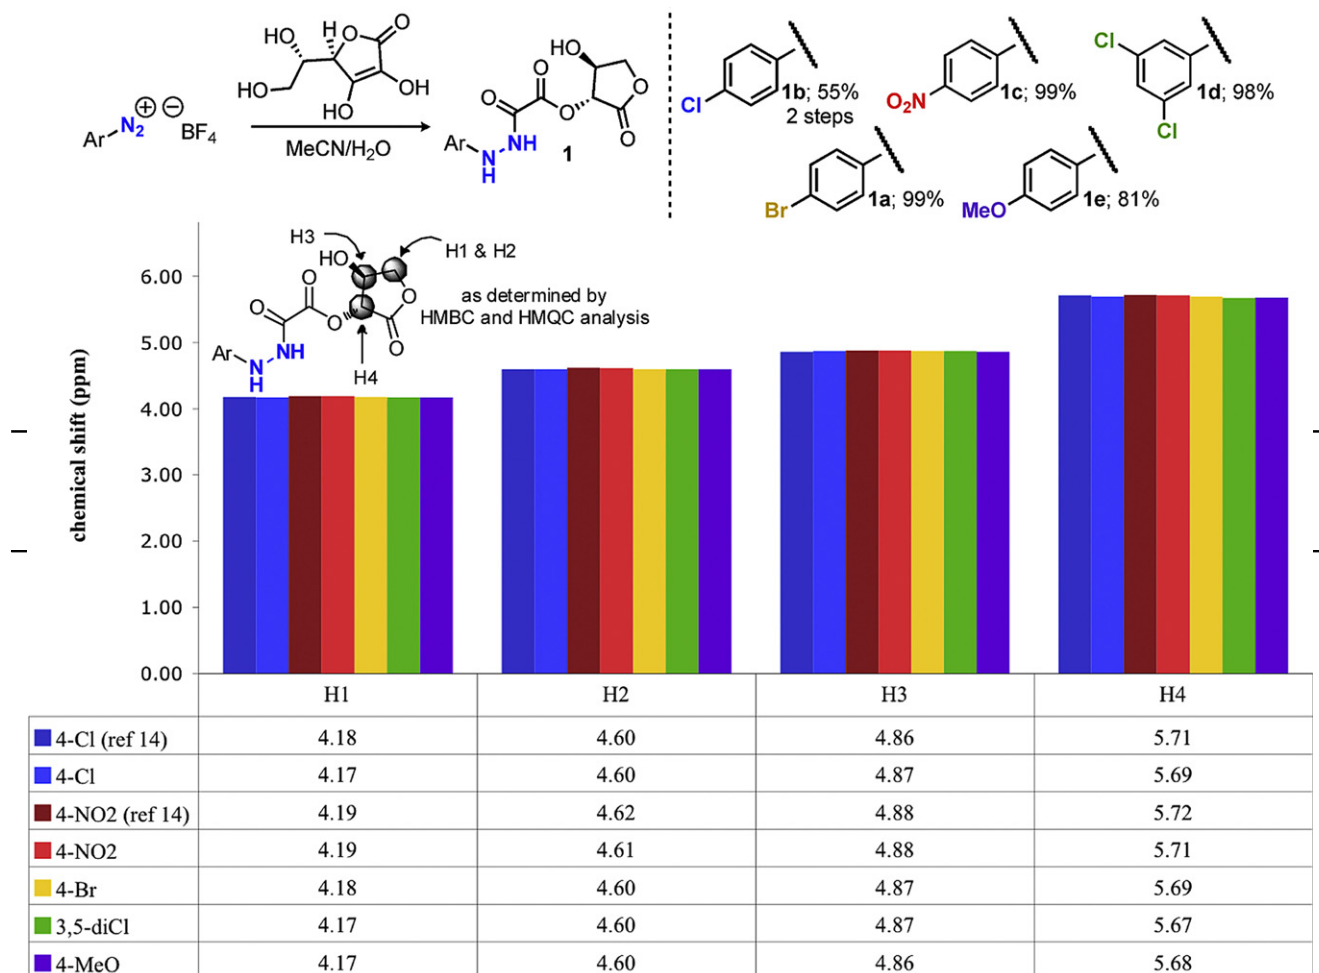 HO
H
O
O
HO
OH
HO
Ar
N2
+
−
BF4
MeCN/H2O
HO
O
O
O
O
O
Ar
N
H
NH
1
Cl
1b; 55%
2 steps
O2N
1c; 99%
Cl
Cl
1d; 98%
Br
1a; 99%
MeO
1e; 81%
H3
H1 & H2
HO
O
O
O
O
O
Ar
N
H
NH
H4
as determined by
HMBC and HMQC analysis
chemical shift (ppm)
6.00
5.00
4.00
3.00
2.00
1.00
0.00
H1 H2 H3 H4
4-Cl (ref 14) 4.18 4.60 4.86 5.71
4-Cl 4.17 4.60 4.87 5.69
4-NO2 (ref 14) 4.19 4.62 4.88 5.72
4-NO2 4.19 4.61 4.88 5.71
4-Br 4.18 4.60 4.87 5.69
3,5-diCl 4.17 4.60 4.87 5.67
4-MeO 4.17 4.60 4.86 5.68